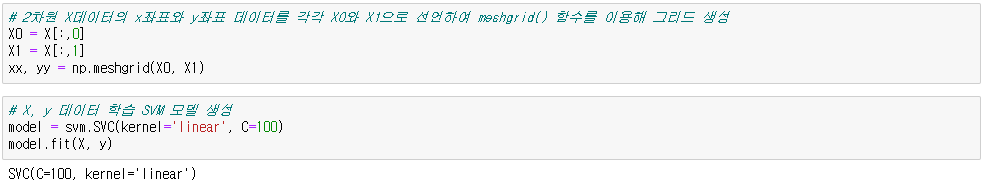 # 2차원 X데이터의 x좌표와 y좌표 데이터를 각각 X0와 X1으로 선언하여 meshgrid() 함수를 이용해 그리드 생성
X0 = X[:,0]
X1 = X[:,1]
xx, yy = np.meshgrid(X0, X1)
# X, y 데이터 학습 SVM 모델 생성
model = svm.SVC(kernel='linear', C=100)
model.fit(X, y)
SVC(C=100, kernel='linear')